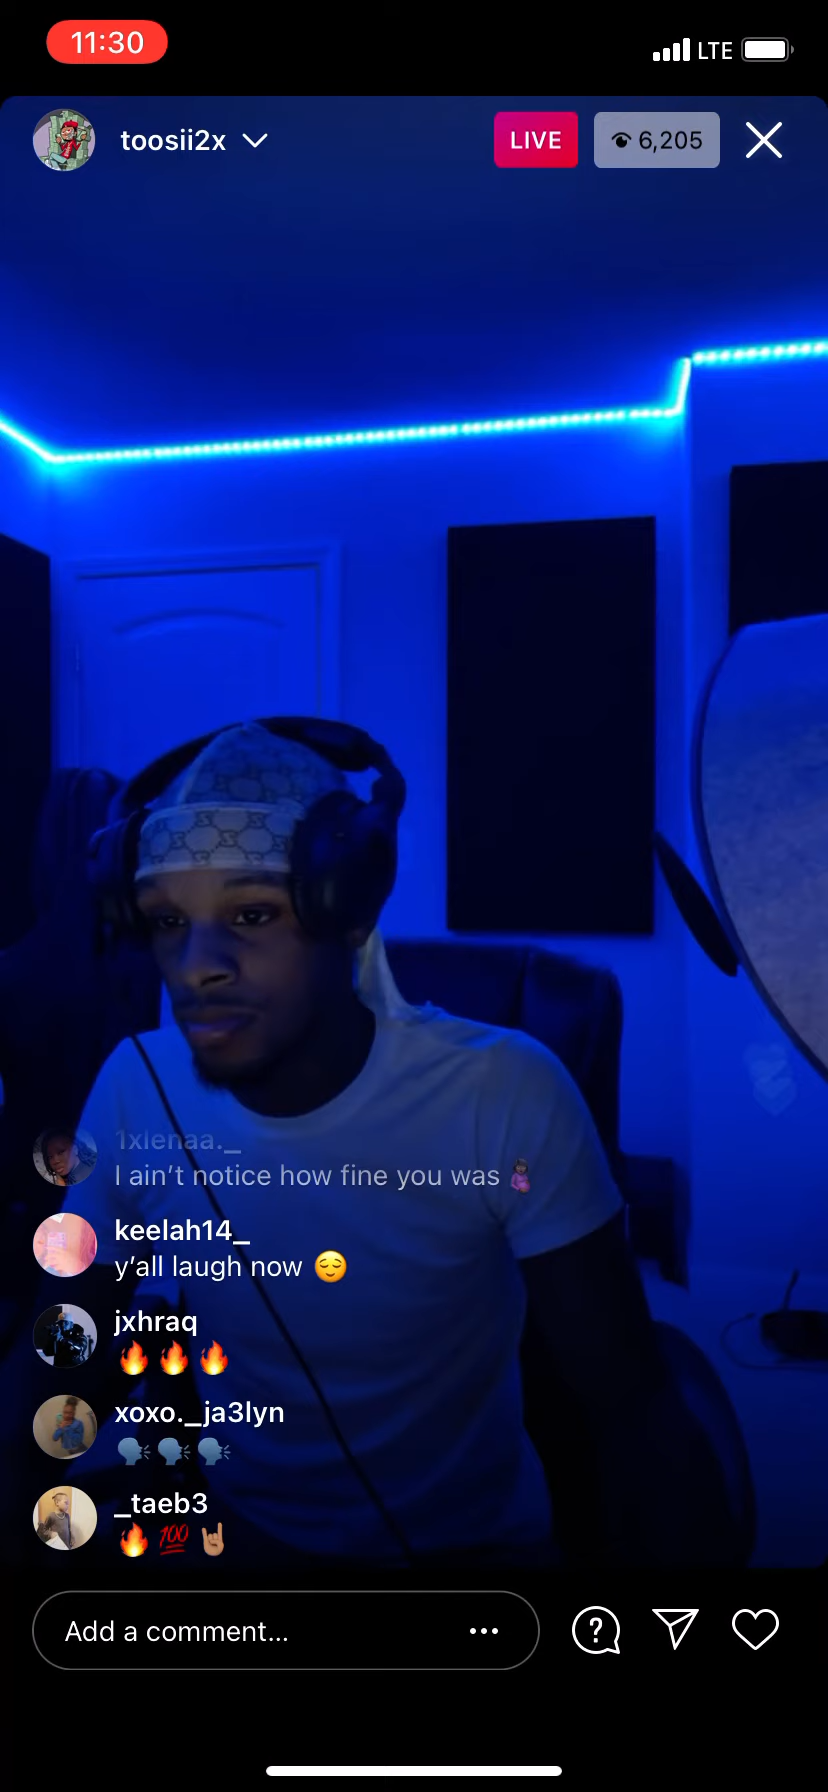 11:30
LTE
toosii2x
LIVE
6,205
1xlenaa._
I ain't notice how fine you was 🤰🏿
keelah14_
y'all laugh now 😌
jxhraq
🔥🔥🔥
xoxo._ja3lyn
🗣🗣🗣
_taeb3
🔥💯🤘🏼
Add a comment...